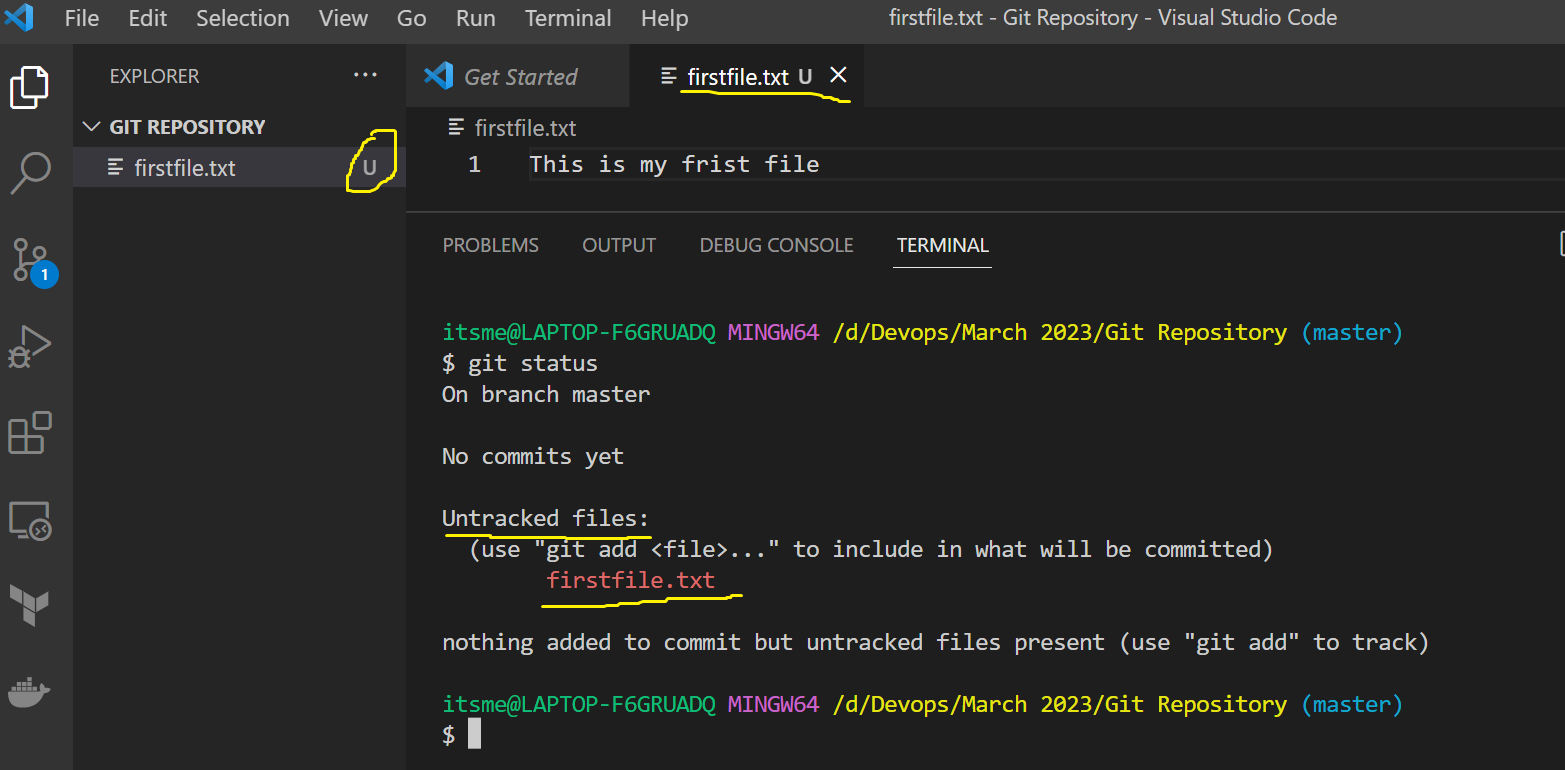 File Edit Selection View Go Run Terminal Help firstfile.txt - Git Repository - Visual Studio Code
EXPLORER ...
GIT REPOSITORY
firstfile.txt U
1
Get Started firstfile.txt U
firstfile.txt
1 This is my frist file
PROBLEMS OUTPUT DEBUG CONSOLE TERMINAL
itsme@LAPTOP-F6GRUADQ MINGW64 /d/Devops/March 2023/Git Repository (master)
$ git status
On branch master
No commits yet
Untracked files:
(use "git add <file>..." to include in what will be committed)
firstfile.txt
nothing added to commit but untracked files present (use "git add" to track)
itsme@LAPTOP-F6GRUADQ MINGW64 /d/Devops/March 2023/Git Repository (master)
$